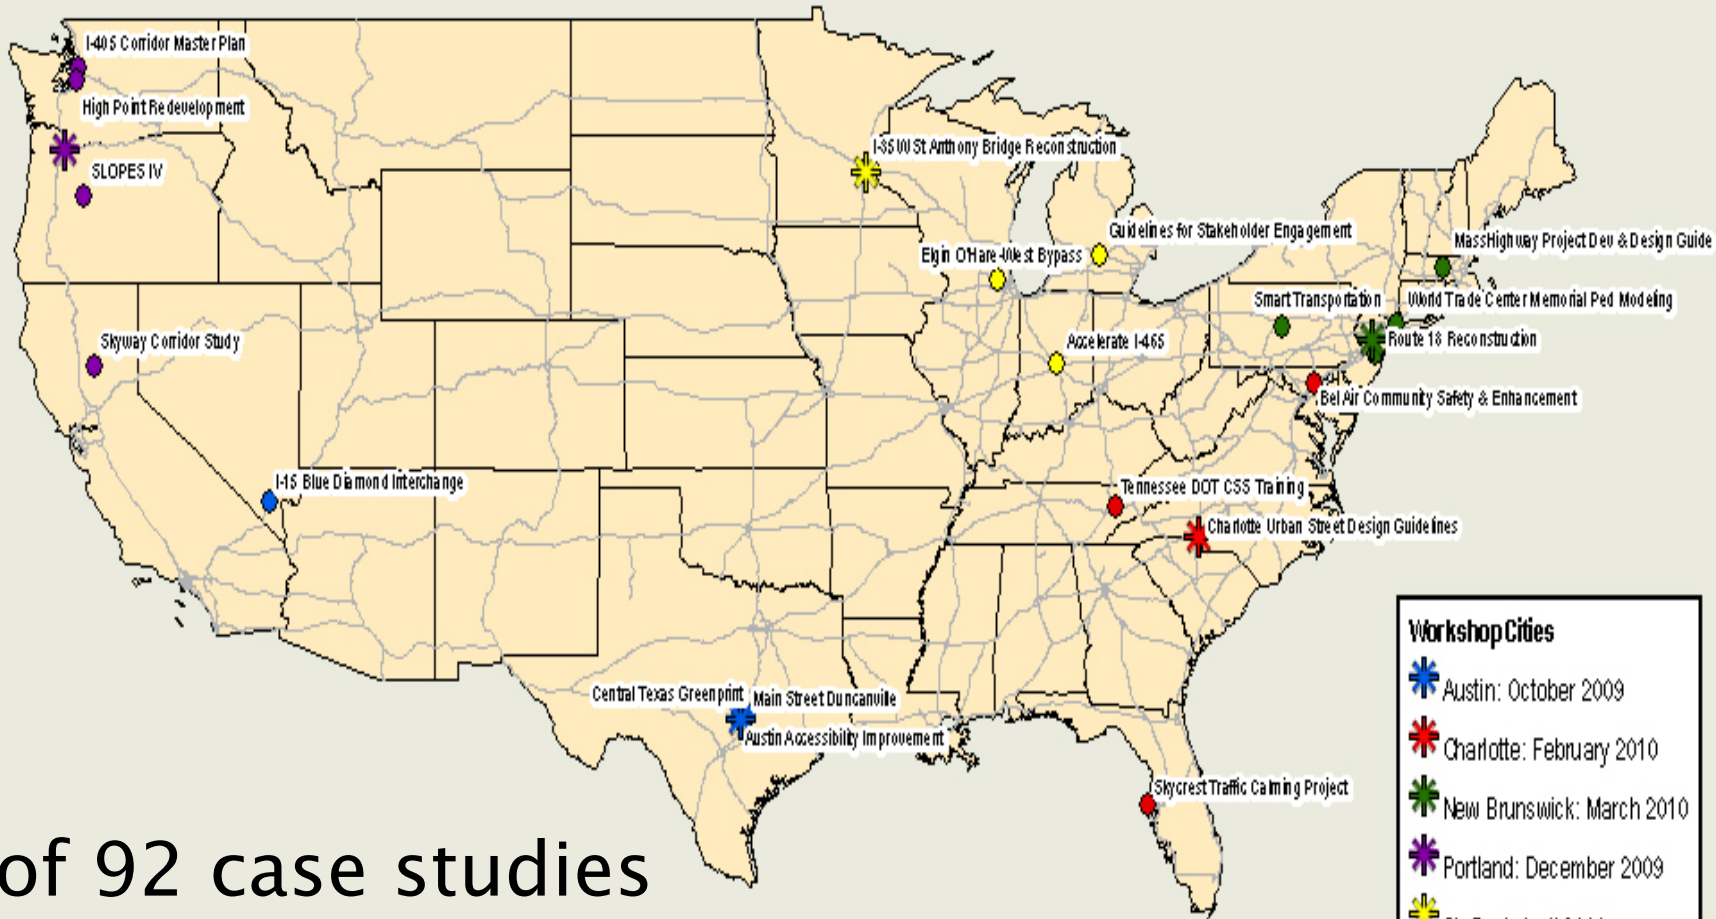 I-405 Corridor Master Plan
High Point Redevelopment
SLOPES IV
I-35W St Anthony Bridge Reconstruction
Guidelines for Stakeholder Engagement
Elgin O'Hare-West Bypass
MassHighway Project Dev & Design Guide
Smart Transportation
World Trade Center Memorial Ped Modeling
Route 18 Reconstruction
Accelerate I-465
Skyway Corridor Study
Bel Air Community Safety & Enhancement
I-15 Blue Diamond Interchange
Tennessee DOT CSS Training
Charlotte Urban Street Design Guidelines
Central Texas Greenprint
Main Street Duncanville
Austin Accessibility Improvement
Skycrest Traffic Calming Project
Workshop Cities
Austin: October 2009
Charlotte: February 2010
New Brunswick: March 2010
Portland: December 2009
of 92 case studies